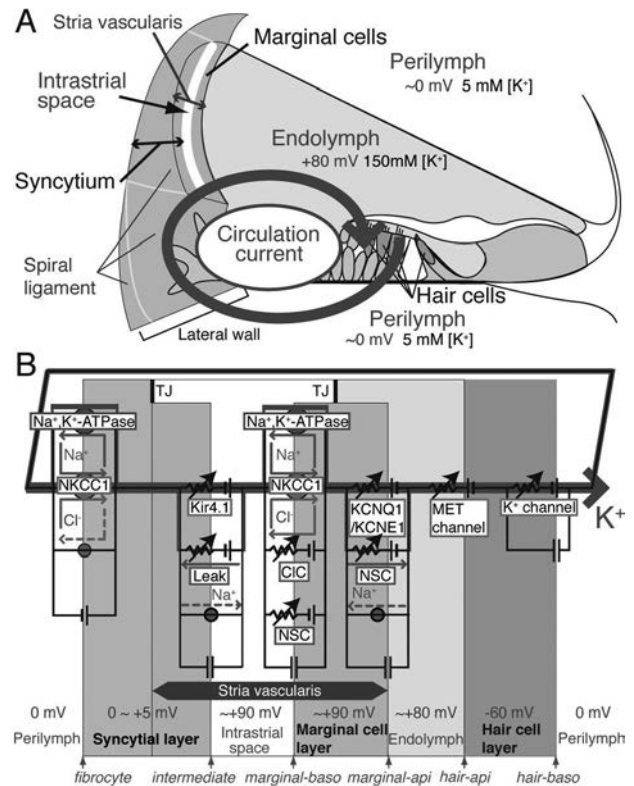 A
Stria vascularis
Marginal cells
Perilymph
~0 mV 5 mM [K⁺]
Intrastrial
space
Endolymph
+80 mV 150mM [K⁺]
Syncytium
Circulation
current
Spiral
ligament
Hair cells
Lateral wall
Perilymph
~0 mV 5 mM [K⁺]
B
TJ
TJ
Na⁺,K⁺-ATPase
Na⁺,K⁺-ATPase
Na⁺
Na⁺
NKCC1
NKCC1
Kir4.1
KCNQ1
/KCNE1
MET
channel
K⁺ channel
K⁺
Cl⁻
Cl⁻
Leak
ClC
NSC
Na⁺
Na⁺
NSC
Stria vascularis
0 mV
0 ~ +5 mV
~+90 mV
~+90 mV
~+80 mV
-60 mV
0 mV
Perilymph
Syncytial layer
Intrastrial
space
Marginal cell
layer
Endolymph
Hair cell
layer
Perilymph
fibrocyte
intermediate
marginal-baso
marginal-api
hair-api
hair-baso